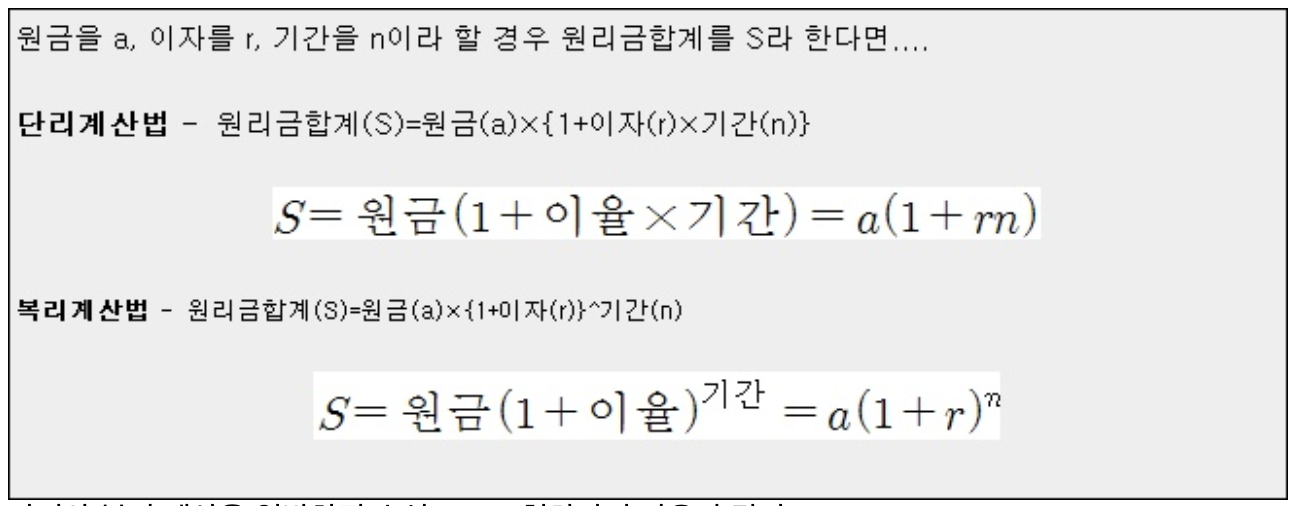 원금을 a, 이자를 r, 기간을 n이라 할 경우 원리금합계를 S라 한다면....
단리계산법 - 원리금합계(S)=원금(a)×{1+이자(r)×기간(n)}
S= 원금(1+이율×기간)=a(1+rn)
복리계산법 - 원리금합계(S)=원금(a)×{1+이자(r)}^기간(n)
S= 원금(1+이율)^기간 =a(1+r)^n